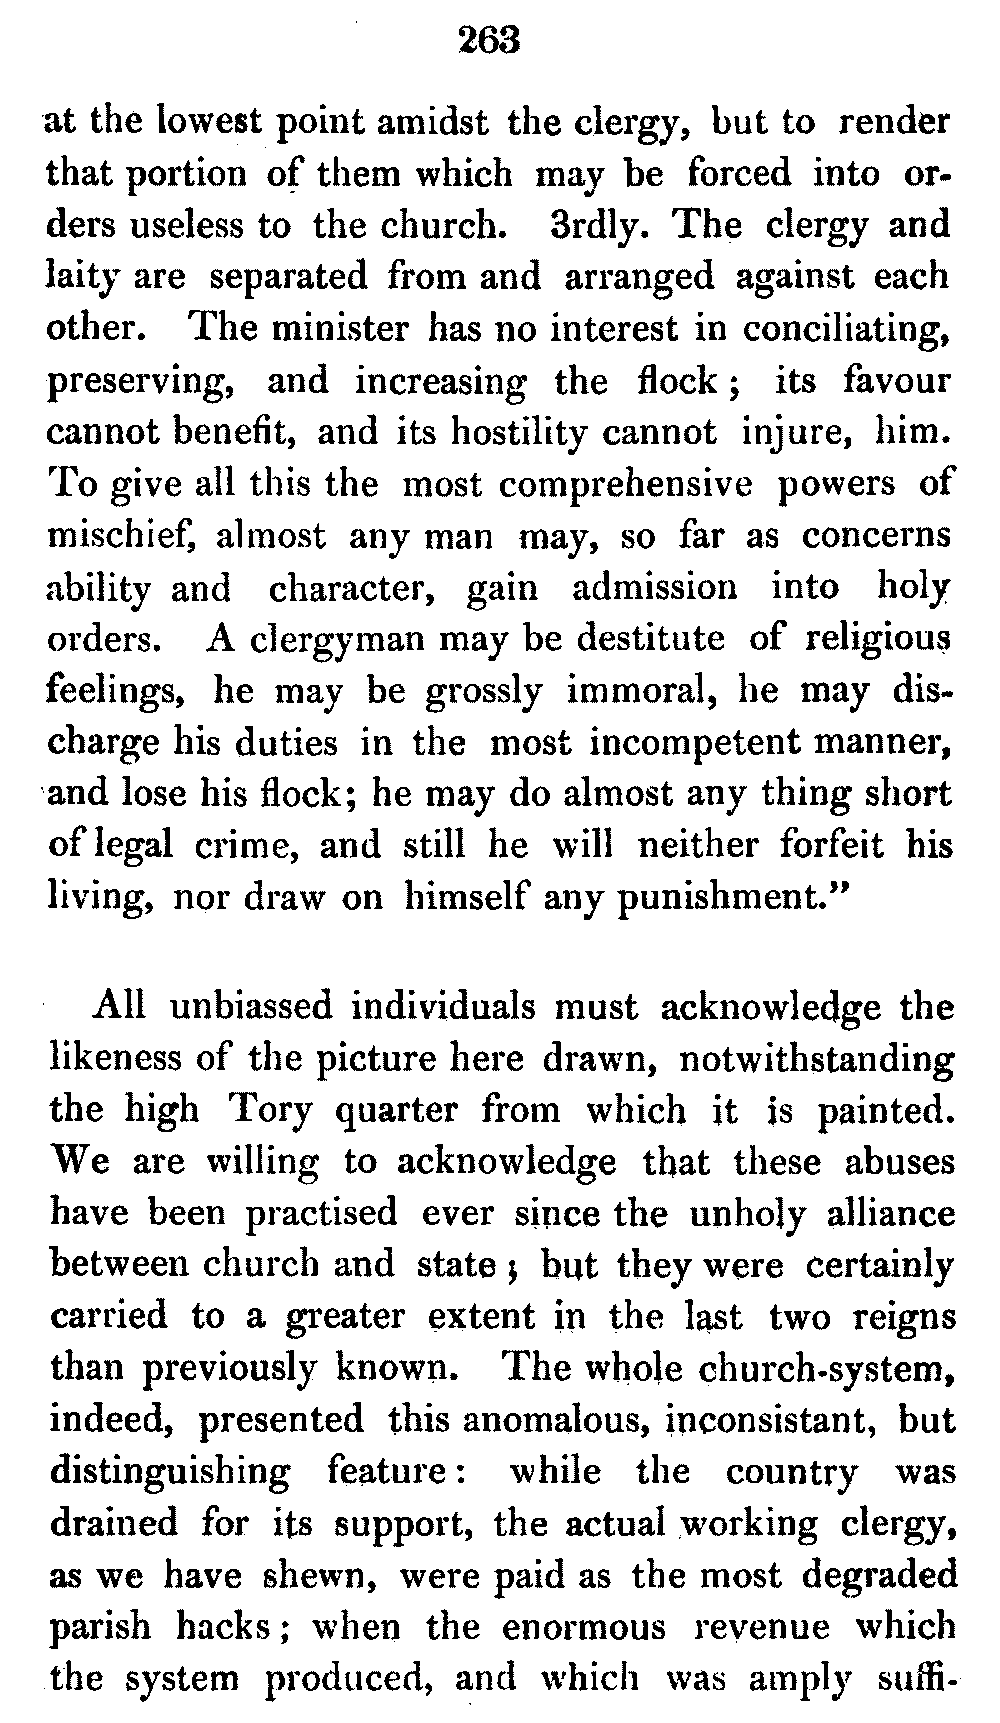 263
at the lowest point amidst the clergy, but to render
that portion of them which may be forced into or-
ders useless to the church. 3rdly. The clergy and
laity are separated from and arranged against each
other. The minister has no interest in conciliating,
preserving, and increasing the flock; its favour
cannot benefit, and its hostility cannot injure, him.
To give all this the most comprehensive powers of
mischief, almost any man may, so far as concerns
ability and character, gain admission into holy
orders. A clergyman may be destitute of religious
feelings, he may be grossly immoral, he may dis-
charge his duties in the most incompetent manner,
and lose his flock; he may do almost any thing short
of legal crime, and still he will neither forfeit his
living, nor draw on himself any punishment."
All unbiassed individuals must acknowledge the
likeness of the picture here drawn, notwithstanding
the high Tory quarter from which it is painted.
We are willing to acknowledge that these abuses
have been practised ever since the unholy alliance
between church and state; but they were certainly
carried to a greater extent in the last two reigns
than previously known. The whole church-system,
indeed, presented this anomalous, inconsistant, but
distinguishing feature: while the country was
drained for its support, the actual working clergy,
as we have shewn, were paid as the most degraded
parish hacks; when the enormous revenue which
the system produced, and which was amply suffi-